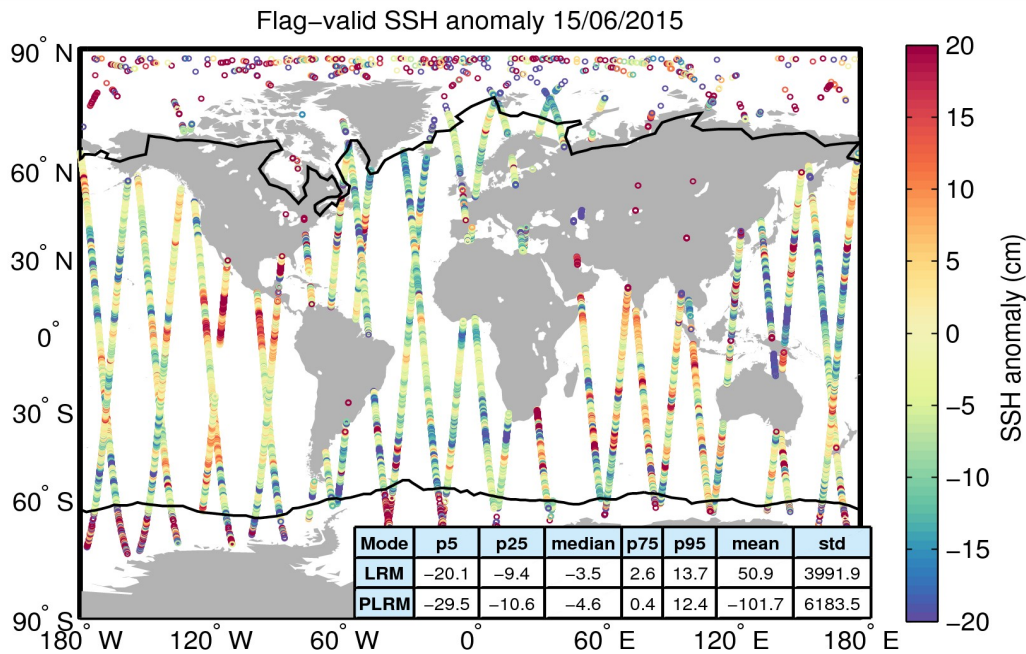 Flag−valid SSH anomaly 15/06/2015
90° N
60° N
30° N
0°
30° S
60° S
90° S
180° W 120° W 60° W 0° 60° E 120° E 180° E
Mode p5 p25 median p75 p95 mean std
LRM −20.1 −9.4 −3.5 2.6 13.7 50.9 3991.9
PLRM −29.5 −10.6 −4.6 0.4 12.4 −101.7 6183.5
20
15
10
5
0
−5
−10
−15
−20
SSH anomaly (cm)